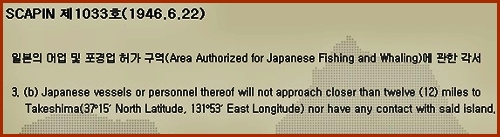 SCAPIN 제1033호(1946.6.22)
일본의 어업 및 포경업 허가 구역(Area Authorized for Japanese Fishing and Whaling)에 관한 각서
3. (b) Japanese vessels or personnel thereof will not approach closer than twelve (12) miles to
Takeshima(37°15′ North Latitude, 131°53′ East Longitude) nor have any contact with said island.